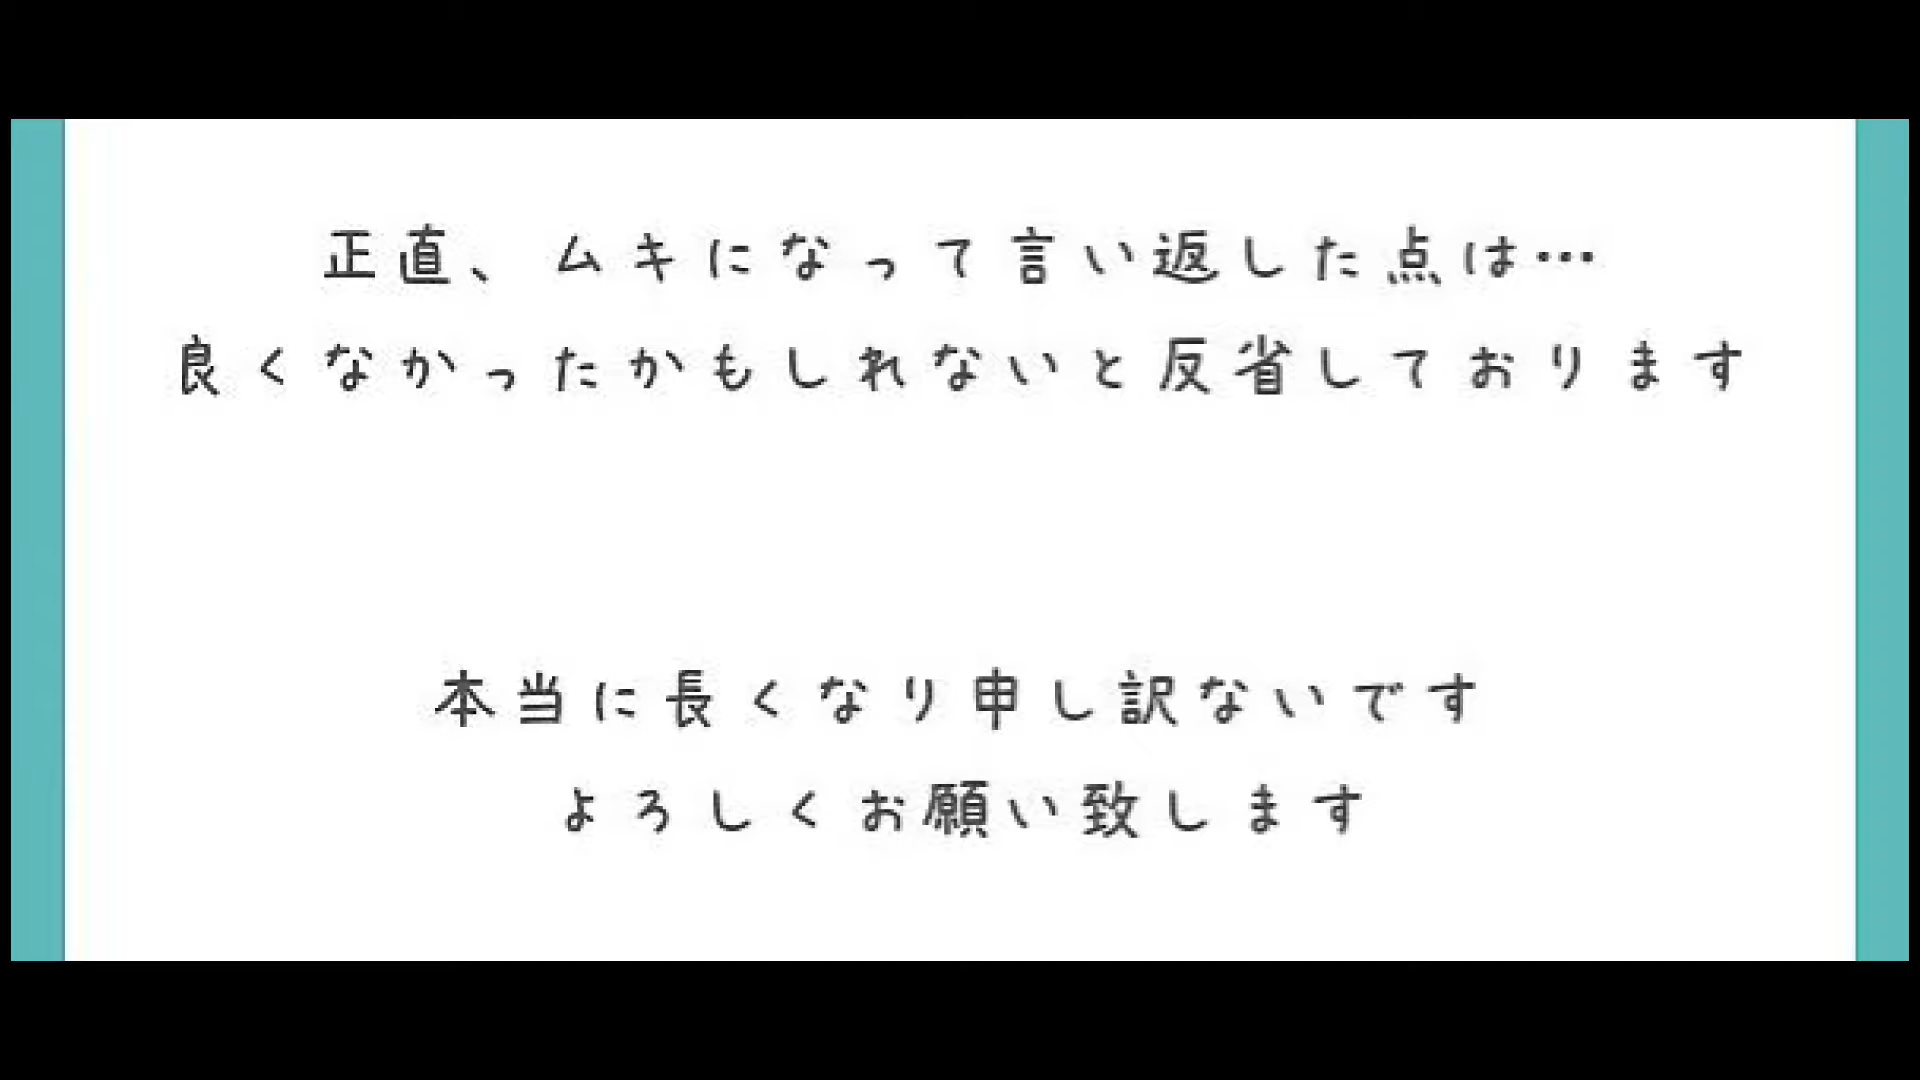 正直、ムキになって言い返した点は…
良くなかったかもしれないと反省しております
本当に長くなり申し訳ないです
よろしくお願い致します